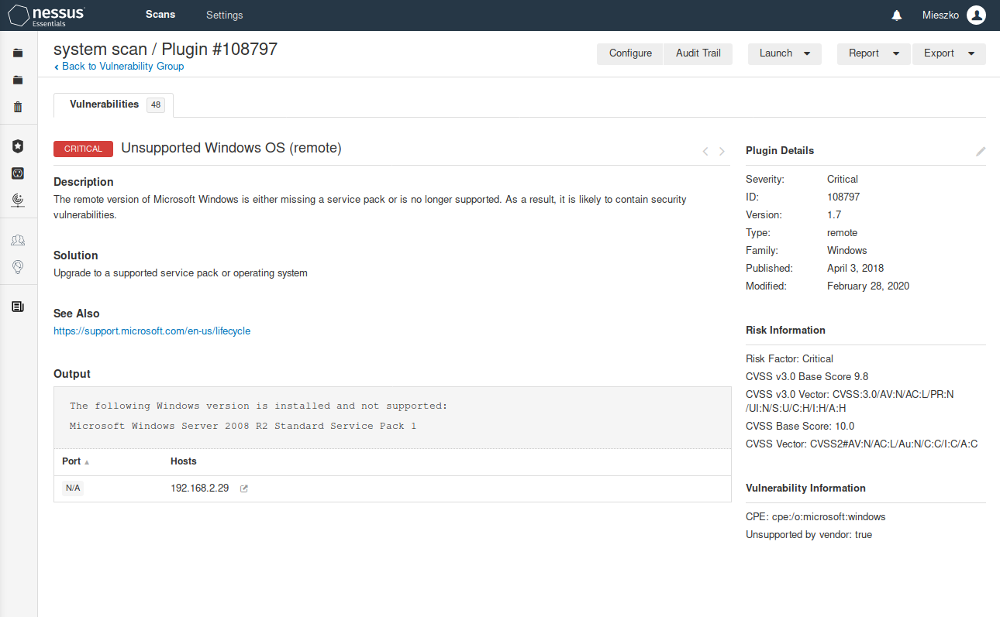 nessus
Essentials
Scans
Settings
Mieszko
system scan / Plugin #108797
‹ Back to Vulnerability Group
Configure
Audit Trail
Launch
Report
Export
Vulnerabilities 48
CRITICAL
Unsupported Windows OS (remote)
Description
The remote version of Microsoft Windows is either missing a service pack or is no longer supported. As a result, it is likely to contain security
vulnerabilities.
Solution
Upgrade to a supported service pack or operating system
See Also
https://support.microsoft.com/en-us/lifecycle
Output
The following Windows version is installed and not supported:
Microsoft Windows Server 2008 R2 Standard Service Pack 1
Port ▲ Hosts
N/A 192.168.2.29
Plugin Details
Severity: Critical
ID: 108797
Version: 1.7
Type: remote
Family: Windows
Published: April 3, 2018
Modified: February 28, 2020
Risk Information
Risk Factor: Critical
CVSS v3.0 Base Score 9.8
CVSS v3.0 Vector: CVSS:3.0/AV:N/AC:L/PR:N
/UI:N/S:U/C:H/I:H/A:H
CVSS Base Score: 10.0
CVSS Vector: CVSS2#AV:N/AC:L/Au:N/C:C/I:C/A:C
Vulnerability Information
CPE: cpe:/o:microsoft:windows
Unsupported by vendor: true